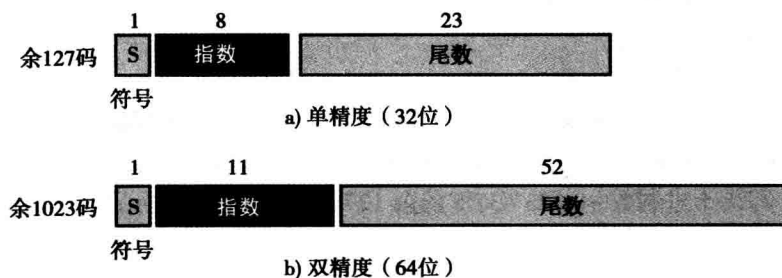 1 8 23
余127码 S 指数 尾数
符号
a) 单精度（32位）
1 11 52
余1023码 S 指数 尾数
符号
b) 双精度（64位）